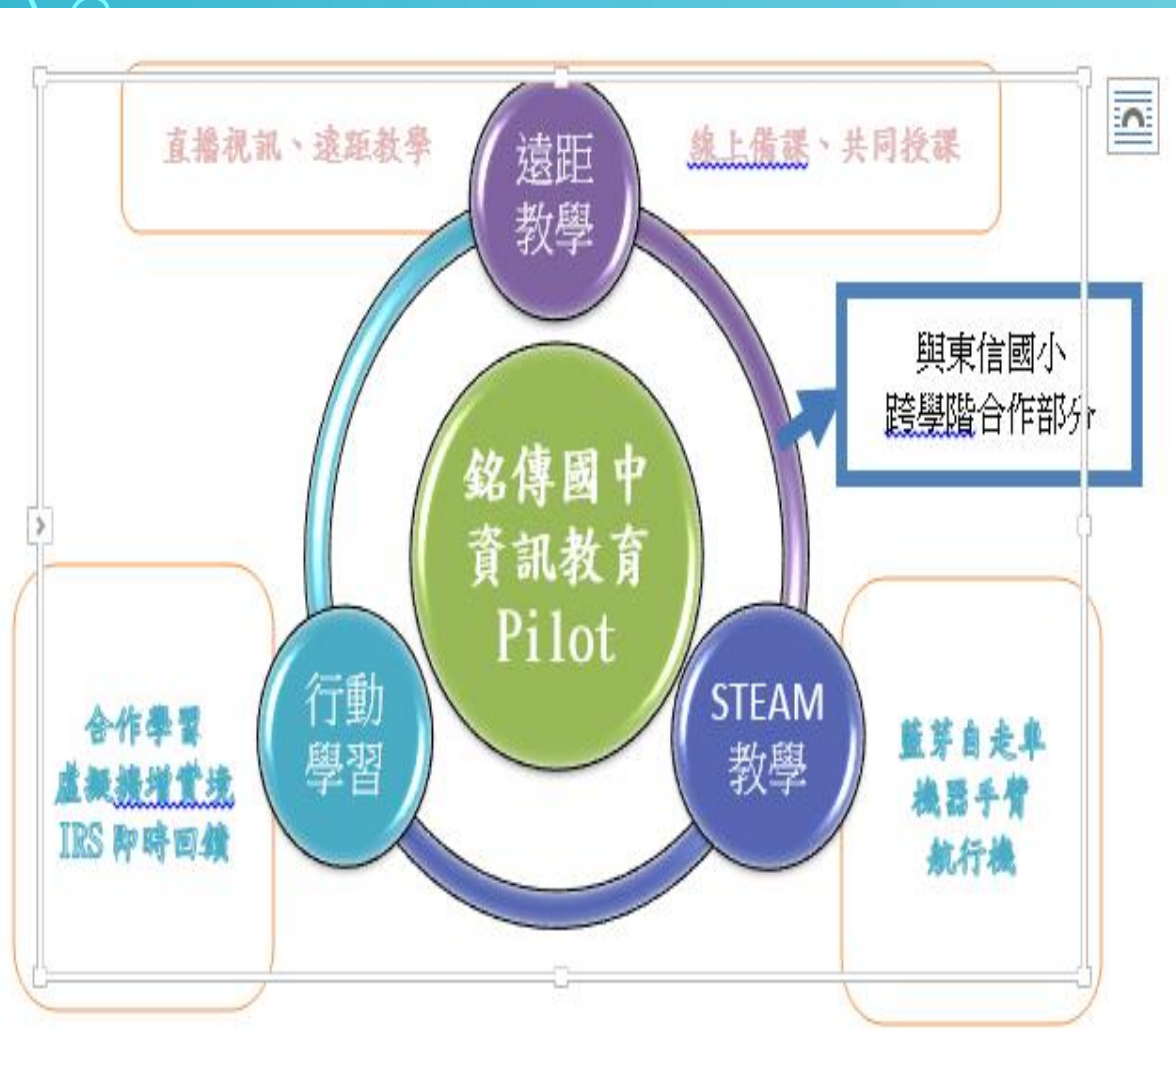 直播視訊、遠距教學
遠距
教學
線上備課、共同授課
與東信國小
跨學階合作部分
銘傳國中
資訊教育
Pilot
行動
學習
STEAM
教學
合作學習
虛擬擴增實境
IRS 即時回饋
藍芽自走車
機器手臂
航行機